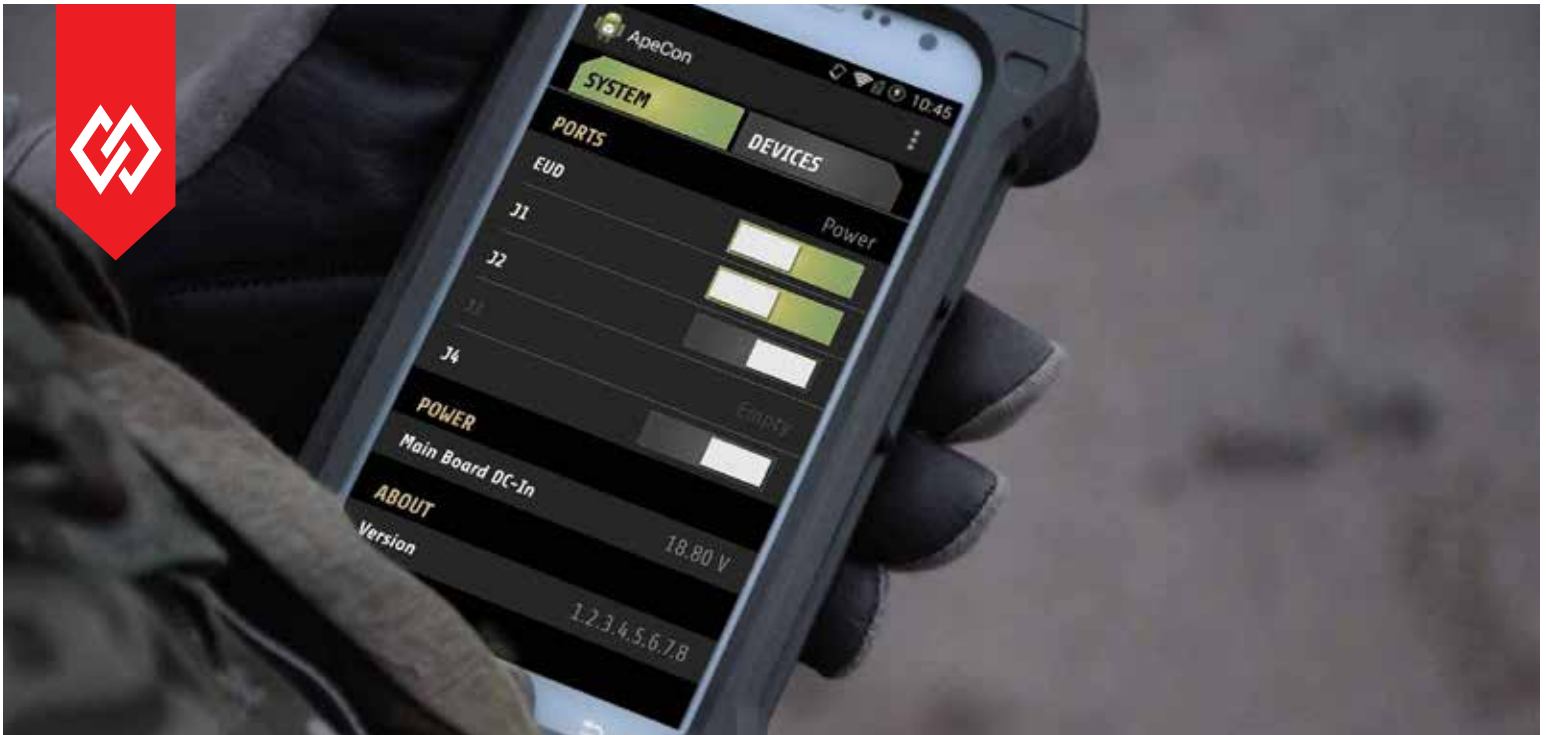 ApeCon
10:45
SYSTEM
DEVICES
PORTS
Power
EUD
J1
J2
J3
Empty
J4
POWER
Main Board DC-In
18.80 V
ABOUT
Version
1.2.3.4.5.6.7.8